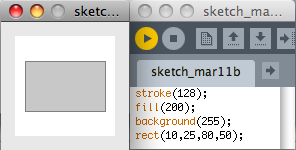 sketc...
sketch_mar...
sketch_mar11b
stroke(128);
fill(200);
background(255);
rect(10,25,80,50);